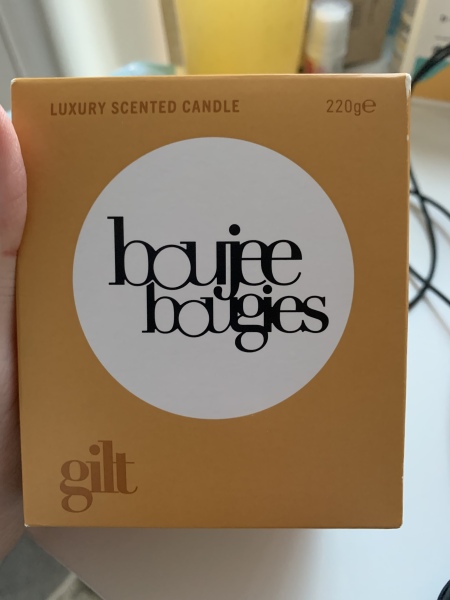 LUXURY SCENTED CANDLE 220g℮
boujee
bougies
gilt